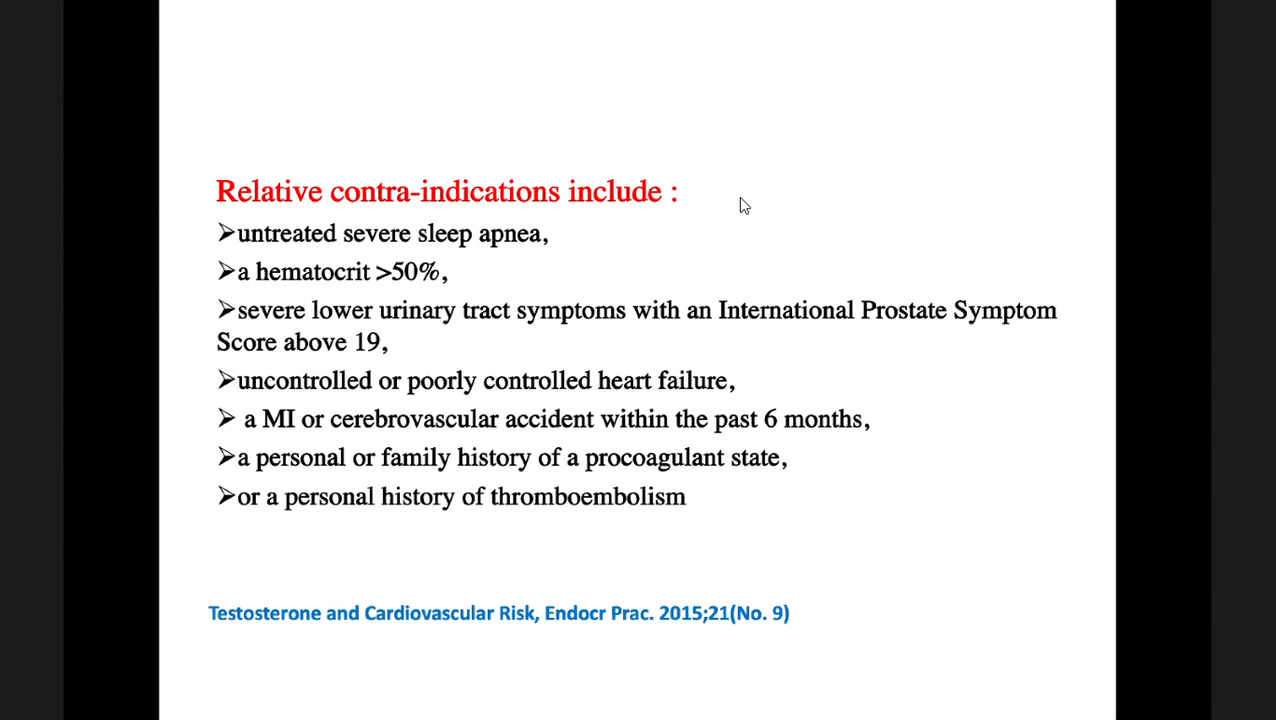 Relative contra-indications include :
➢untreated severe sleep apnea,
➢a hematocrit >50%,
➢severe lower urinary tract symptoms with an International Prostate Symptom
Score above 19,
➢uncontrolled or poorly controlled heart failure,
➢ a MI or cerebrovascular accident within the past 6 months,
➢a personal or family history of a procoagulant state,
➢or a personal history of thromboembolism
Testosterone and Cardiovascular Risk, Endocr Prac. 2015;21(No. 9)